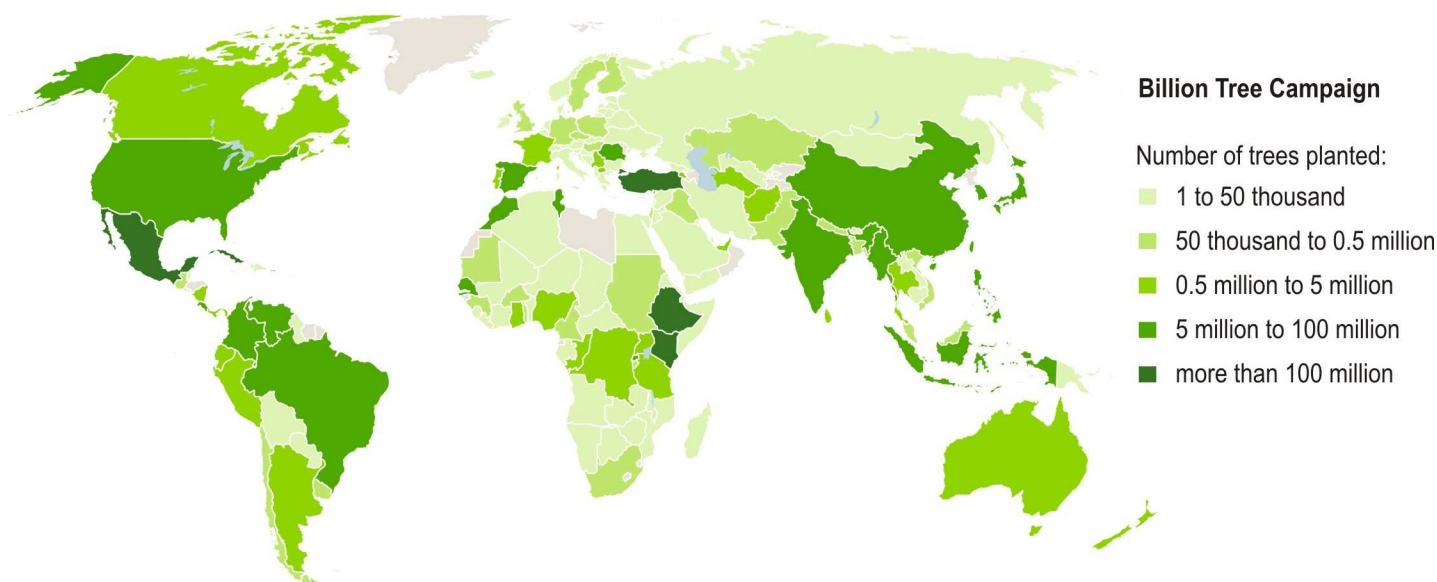 Billion Tree Campaign
Number of trees planted:
1 to 50 thousand
50 thousand to 0.5 million
0.5 million to 5 million
5 million to 100 million
more than 100 million